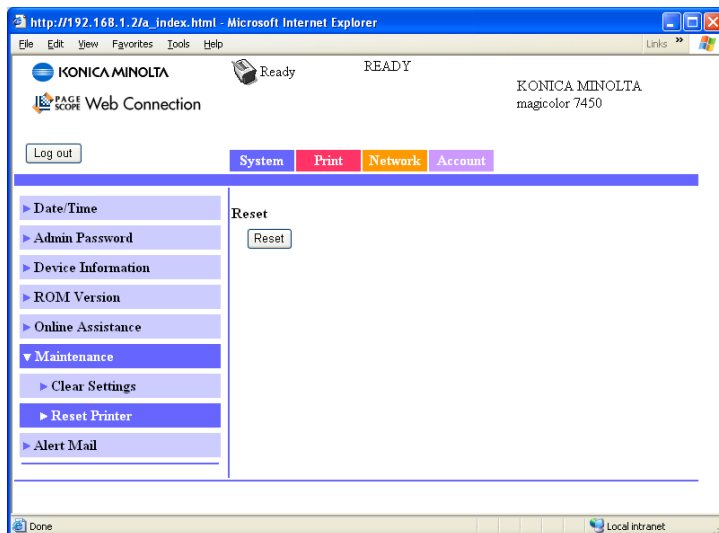 http://192.168.1.2/a_index.html - Microsoft Internet Explorer
File Edit View Favorites Tools Help Links »
KONICA MINOLTA
Ready
READY
KONICA MINOLTA
magicolor 7450
PAGE SCOPE Web Connection
Log out
System Print Network Account
Date/Time
Admin Password
Device Information
ROM Version
Online Assistance
Maintenance
Clear Settings
Reset Printer
Alert Mail
Reset
Reset
Done Local intranet